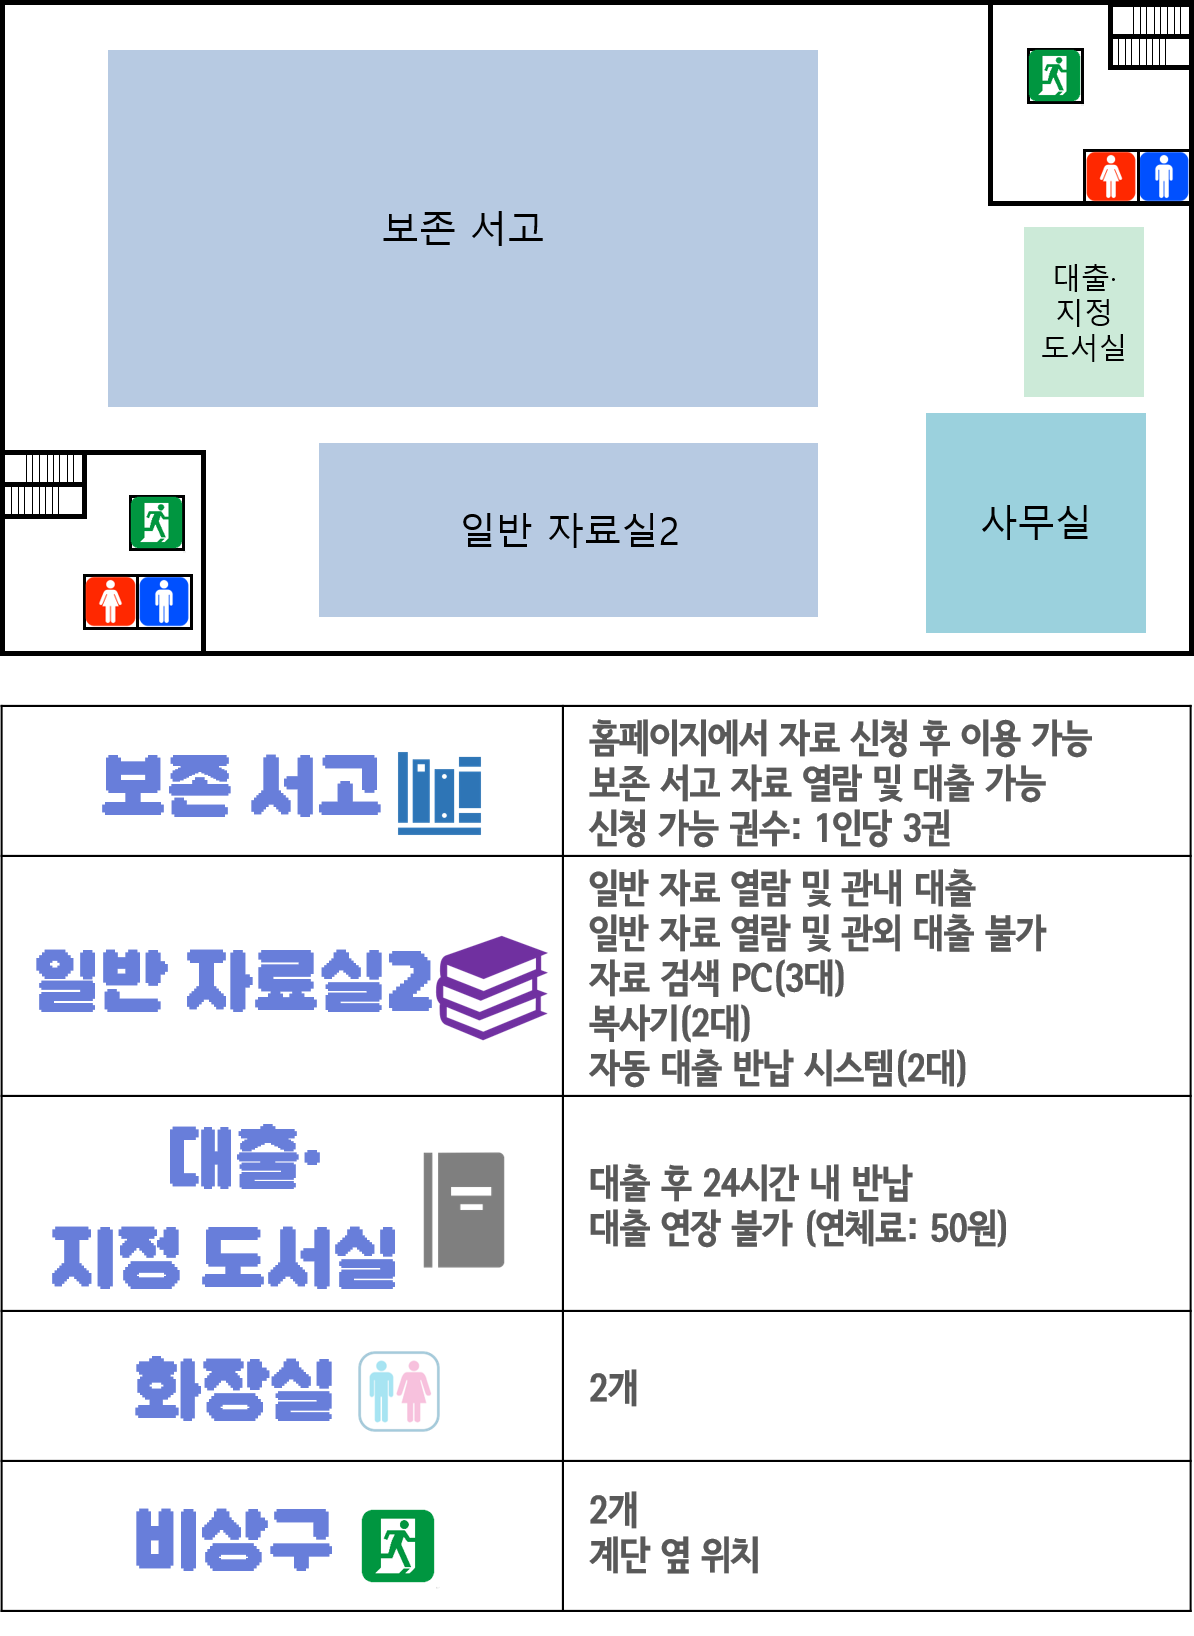 보존 서고
대출·
지정
도서실
일반 자료실2
사무실
보존 서고
홈페이지에서 자료 신청 후 이용 가능
보존 서고 자료 열람 및 대출 가능
신청 가능 권수: 1인당 3권
일반 자료실2
일반 자료 열람 및 관내 대출
일반 자료 열람 및 관외 대출 불가
자료 검색 PC(3대)
복사기(2대)
자동 대출 반납 시스템(2대)
대출·
지정 도서실
대출 후 24시간 내 반납
대출 연장 불가 (연체료: 50원)
화장실
2개
비상구
2개
계단 옆 위치